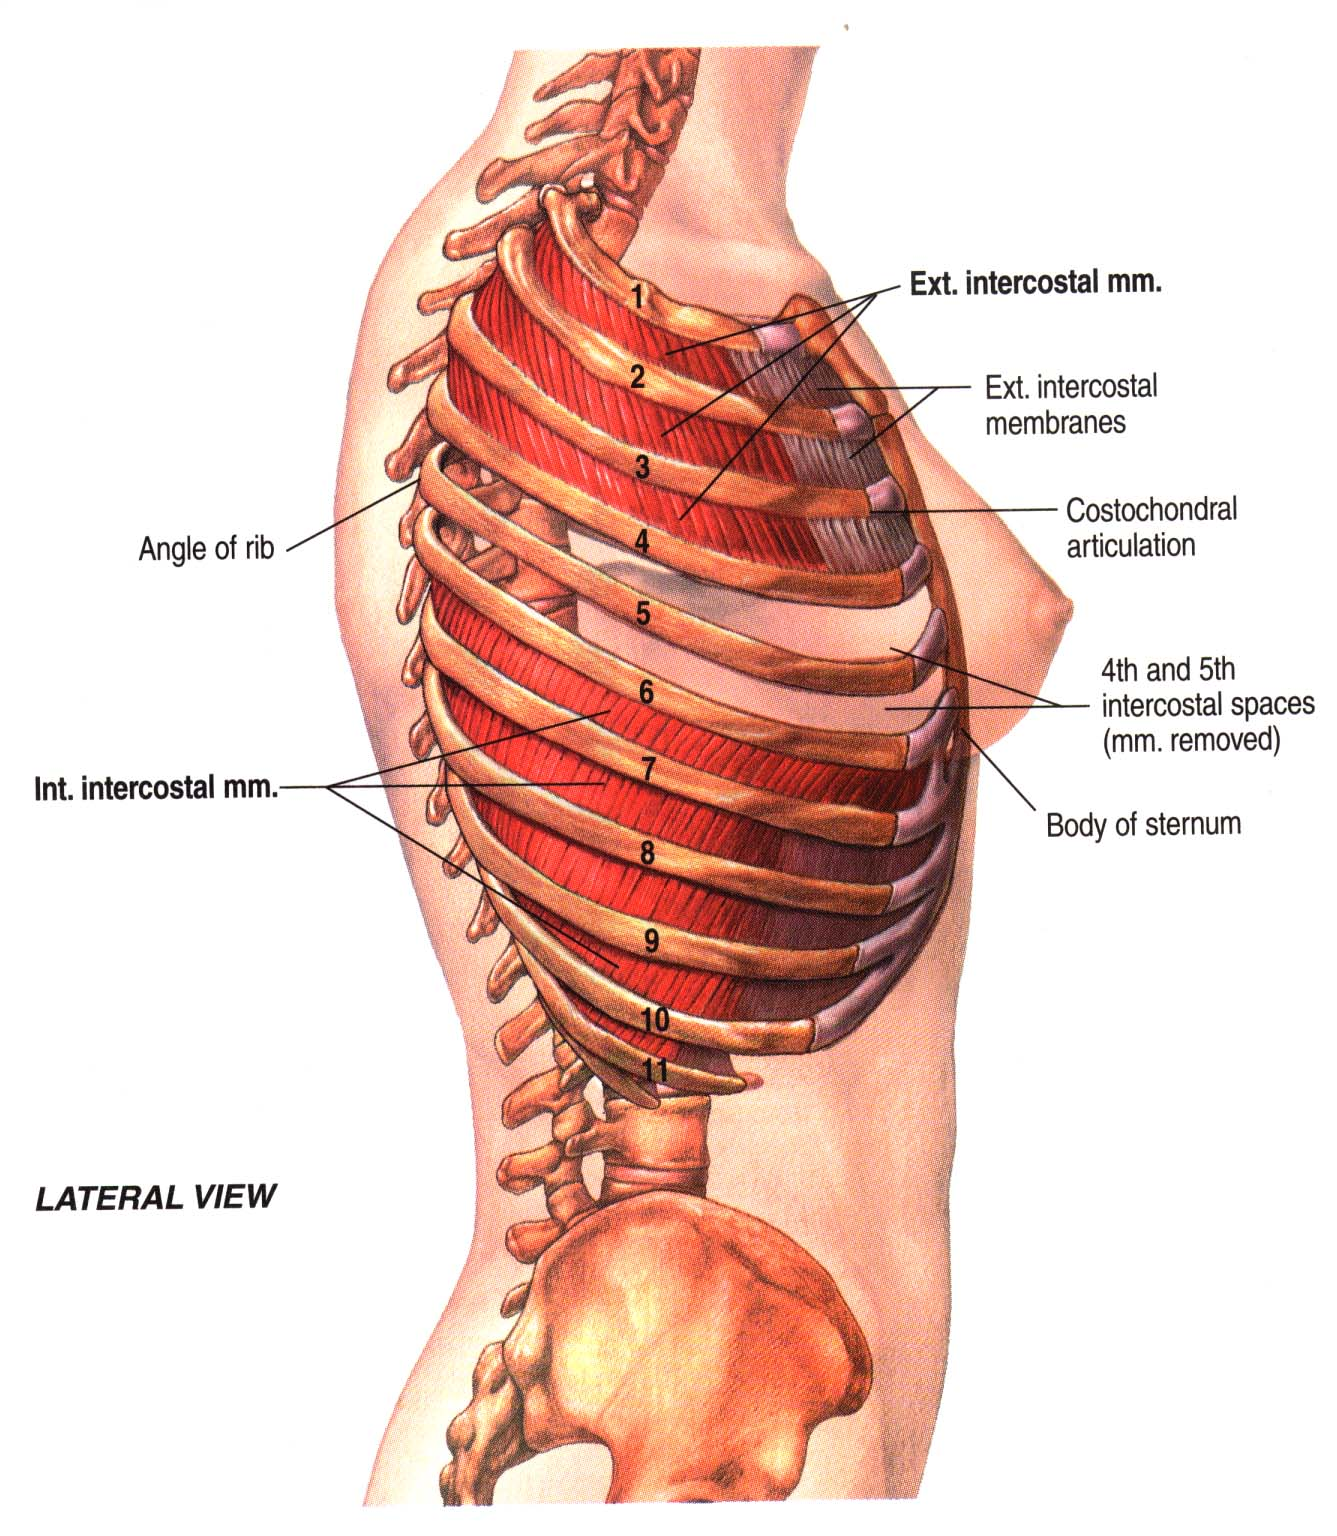 Ext. intercostal mm.
Ext. intercostal
membranes
Costochondral
articulation
Angle of rib
4th and 5th
intercostal spaces
(mm. removed)
Int. intercostal mm.
Body of sternum
LATERAL VIEW
1
2
3
4
5
6
7
8
9
10
11